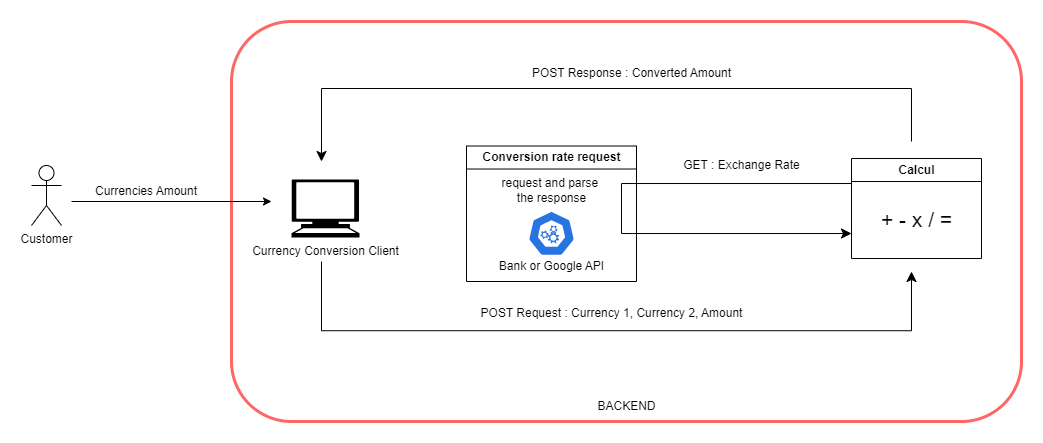 POST Response : Converted Amount
Conversion rate request
request and parse
the response
Bank or Google API
GET : Exchange Rate
Calcul
+ - x / =
Currencies Amount
Customer
Currency Conversion Client
POST Request : Currency 1, Currency 2, Amount
BACKEND